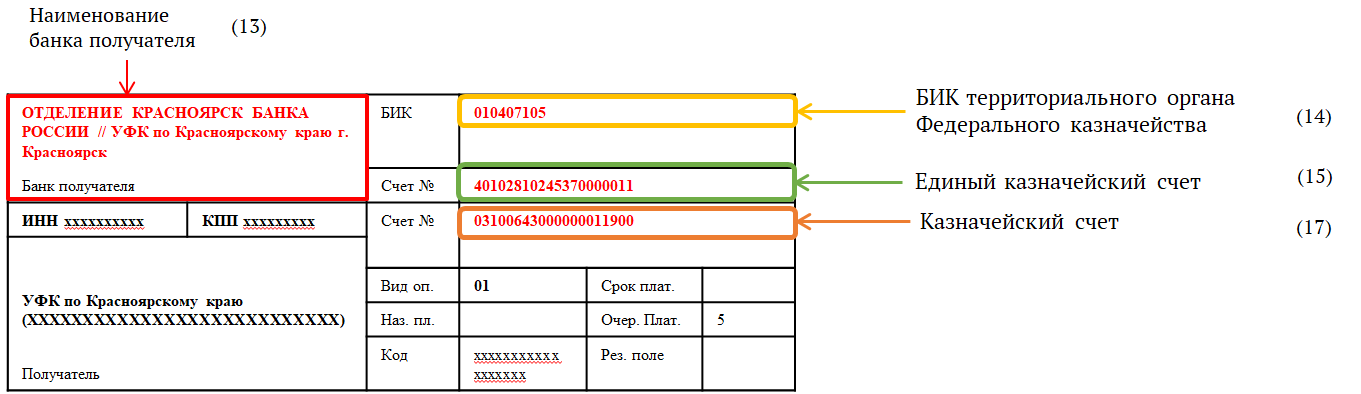 Наименование
банка получателя (13)
ОТДЕЛЕНИЕ КРАСНОЯРСК БАНКА
РОССИИ // УФК по Красноярскому краю г.
Красноярск
Банк получателя
БИК 010407105
БИК территориального органа
Федерального казначейства (14)
Счет № 40102810245370000011
Единый казначейский счет (15)
ИНН xxxxxxxxxx КПП xxxxxxxxx
Счет № 03100643000000011900
Казначейский счет (17)
УФК по Красноярскому краю
(XXXXXXXXXXXXXXXXXXXXXXXXXX)
Получатель
Вид оп. 01 Срок плат.
Наз. пл. Очер. Плат. 5
Код xxxxxxxxxxx Рез. поле
xxxxxxx